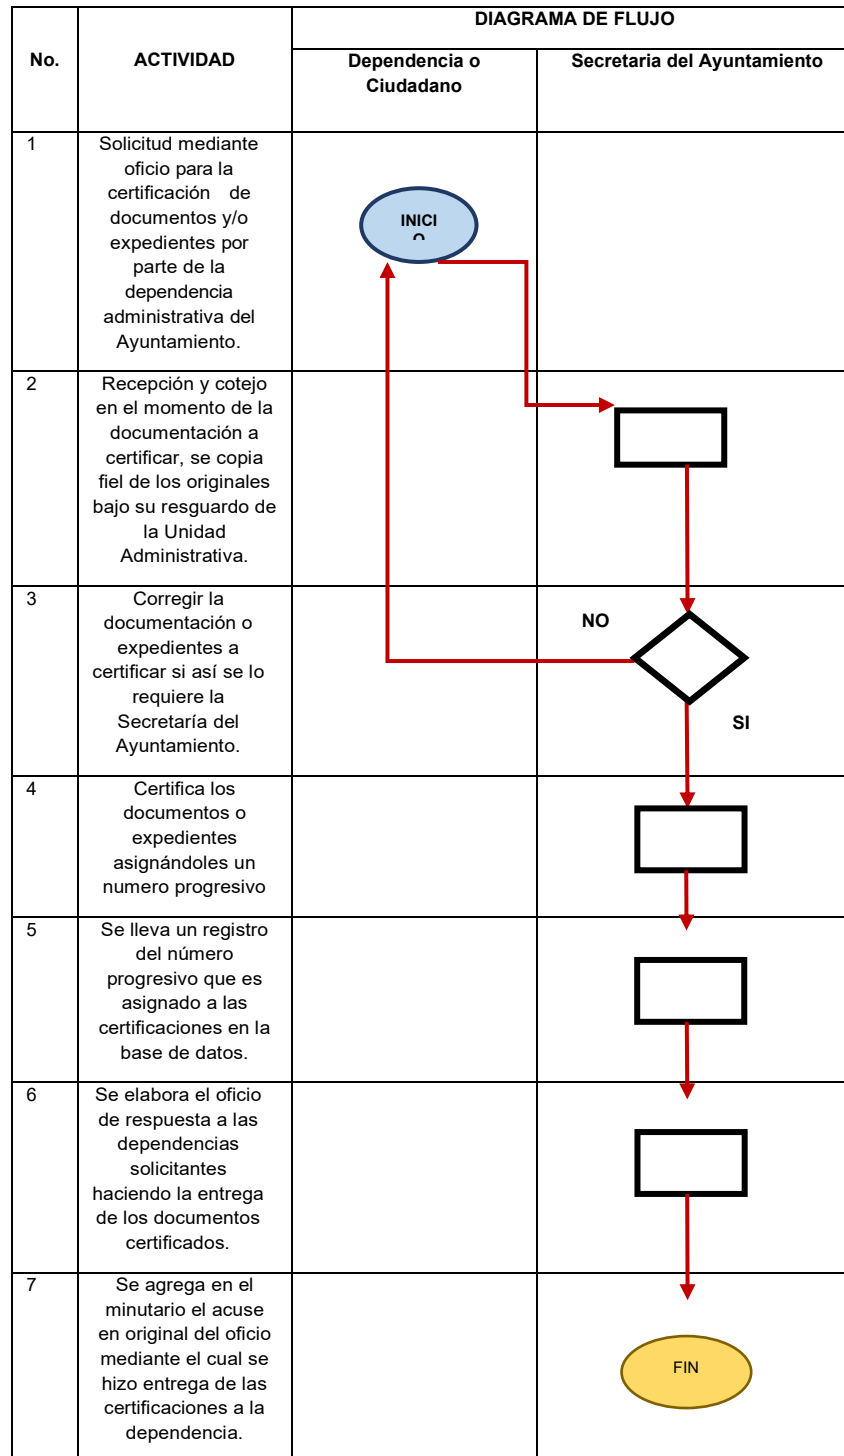 DIAGRAMA DE FLUJO
No.
ACTIVIDAD
Dependencia o
Ciudadano
Secretaria del Ayuntamiento
1
Solicitud mediante
oficio para la
certificación de
documentos y/o
expedientes por
parte de la
dependencia
administrativa del
Ayuntamiento.
INICI
O
2
Recepción y cotejo
en el momento de la
documentación a
certificar, se copia
fiel de los originales
bajo su resguardo de
la Unidad
Administrativa.
3
Corregir la
documentación o
expedientes a
certificar si así se lo
requiere la
Secretaría del
Ayuntamiento.
NO
SI
4
Certifica los
documentos o
expedientes
asignándoles un
numero progresivo
5
Se lleva un registro
del número
progresivo que es
asignado a las
certificaciones en la
base de datos.
6
Se elabora el oficio
de respuesta a las
dependencias
solicitantes
haciendo la entrega
de los documentos
certificados.
7
Se agrega en el
minutario el acuse
en original del oficio
mediante el cual se
hizo entrega de las
certificaciones a la
dependencia.
FIN